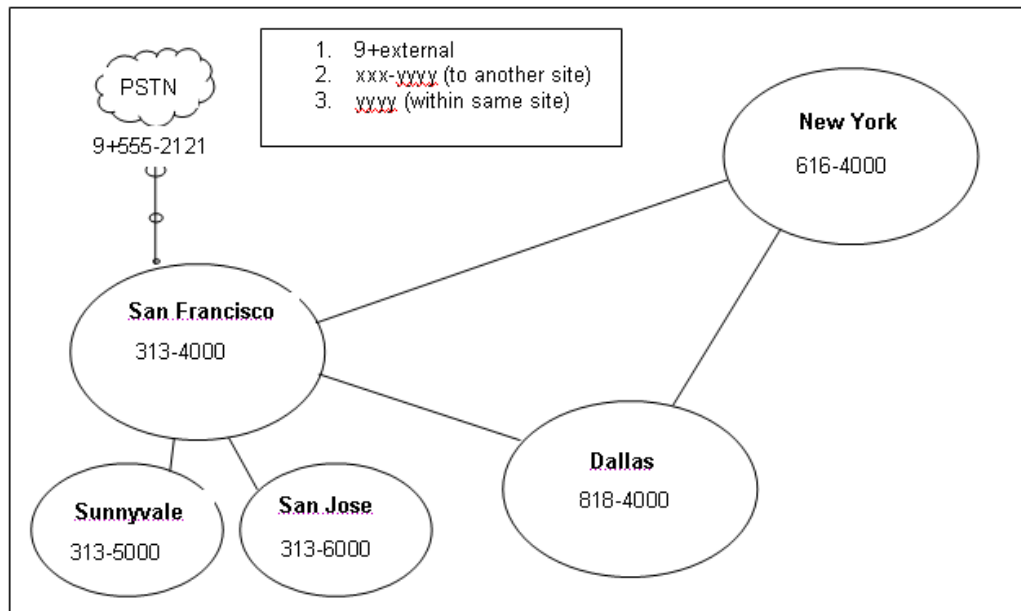 PSTN
9+555-2121
1. 9+external
2. xxx-yyyy (to another site)
3. yyyy (within same site)
New York
616-4000
San Francisco
313-4000
Dallas
818-4000
Sunnyvale
313-5000
San Jose
313-6000